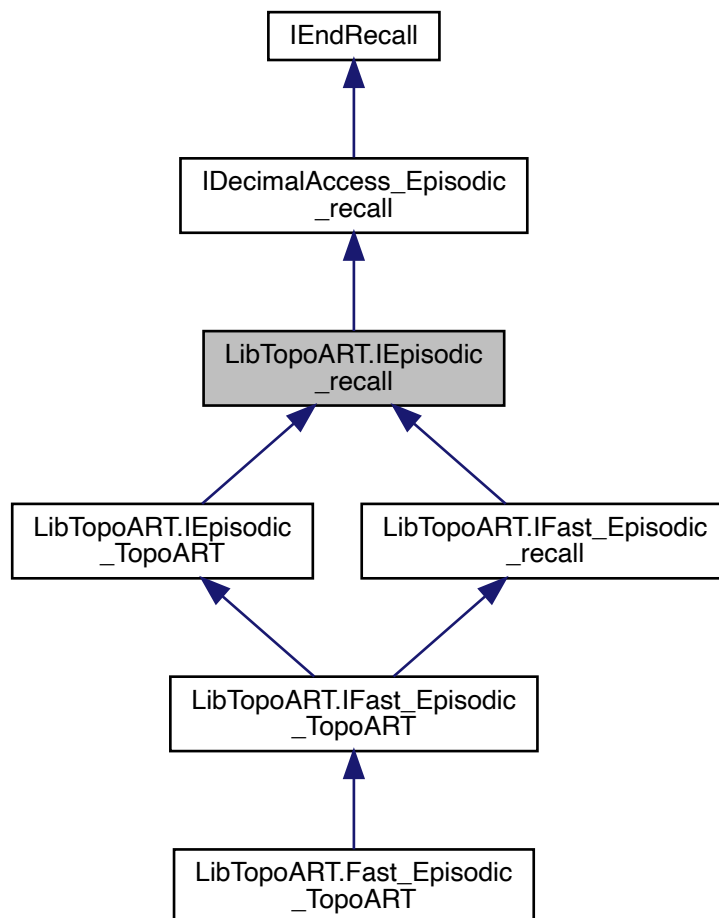 IEndRecall
IDecimalAccess_Episodic
_recall
LibTopoART.IEpisodic
_recall
LibTopoART.IEpisodic
_TopoART
LibTopoART.IFast_Episodic
_recall
LibTopoART.IFast_Episodic
_TopoART
LibTopoART.Fast_Episodic
_TopoART